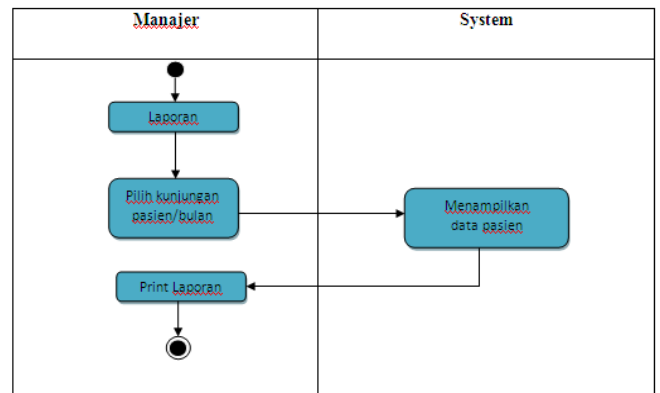 Manajer
System
Laporan
Pilih kunjungan
pasien/bulan
Menampilkan
data pasien
Print Laporan